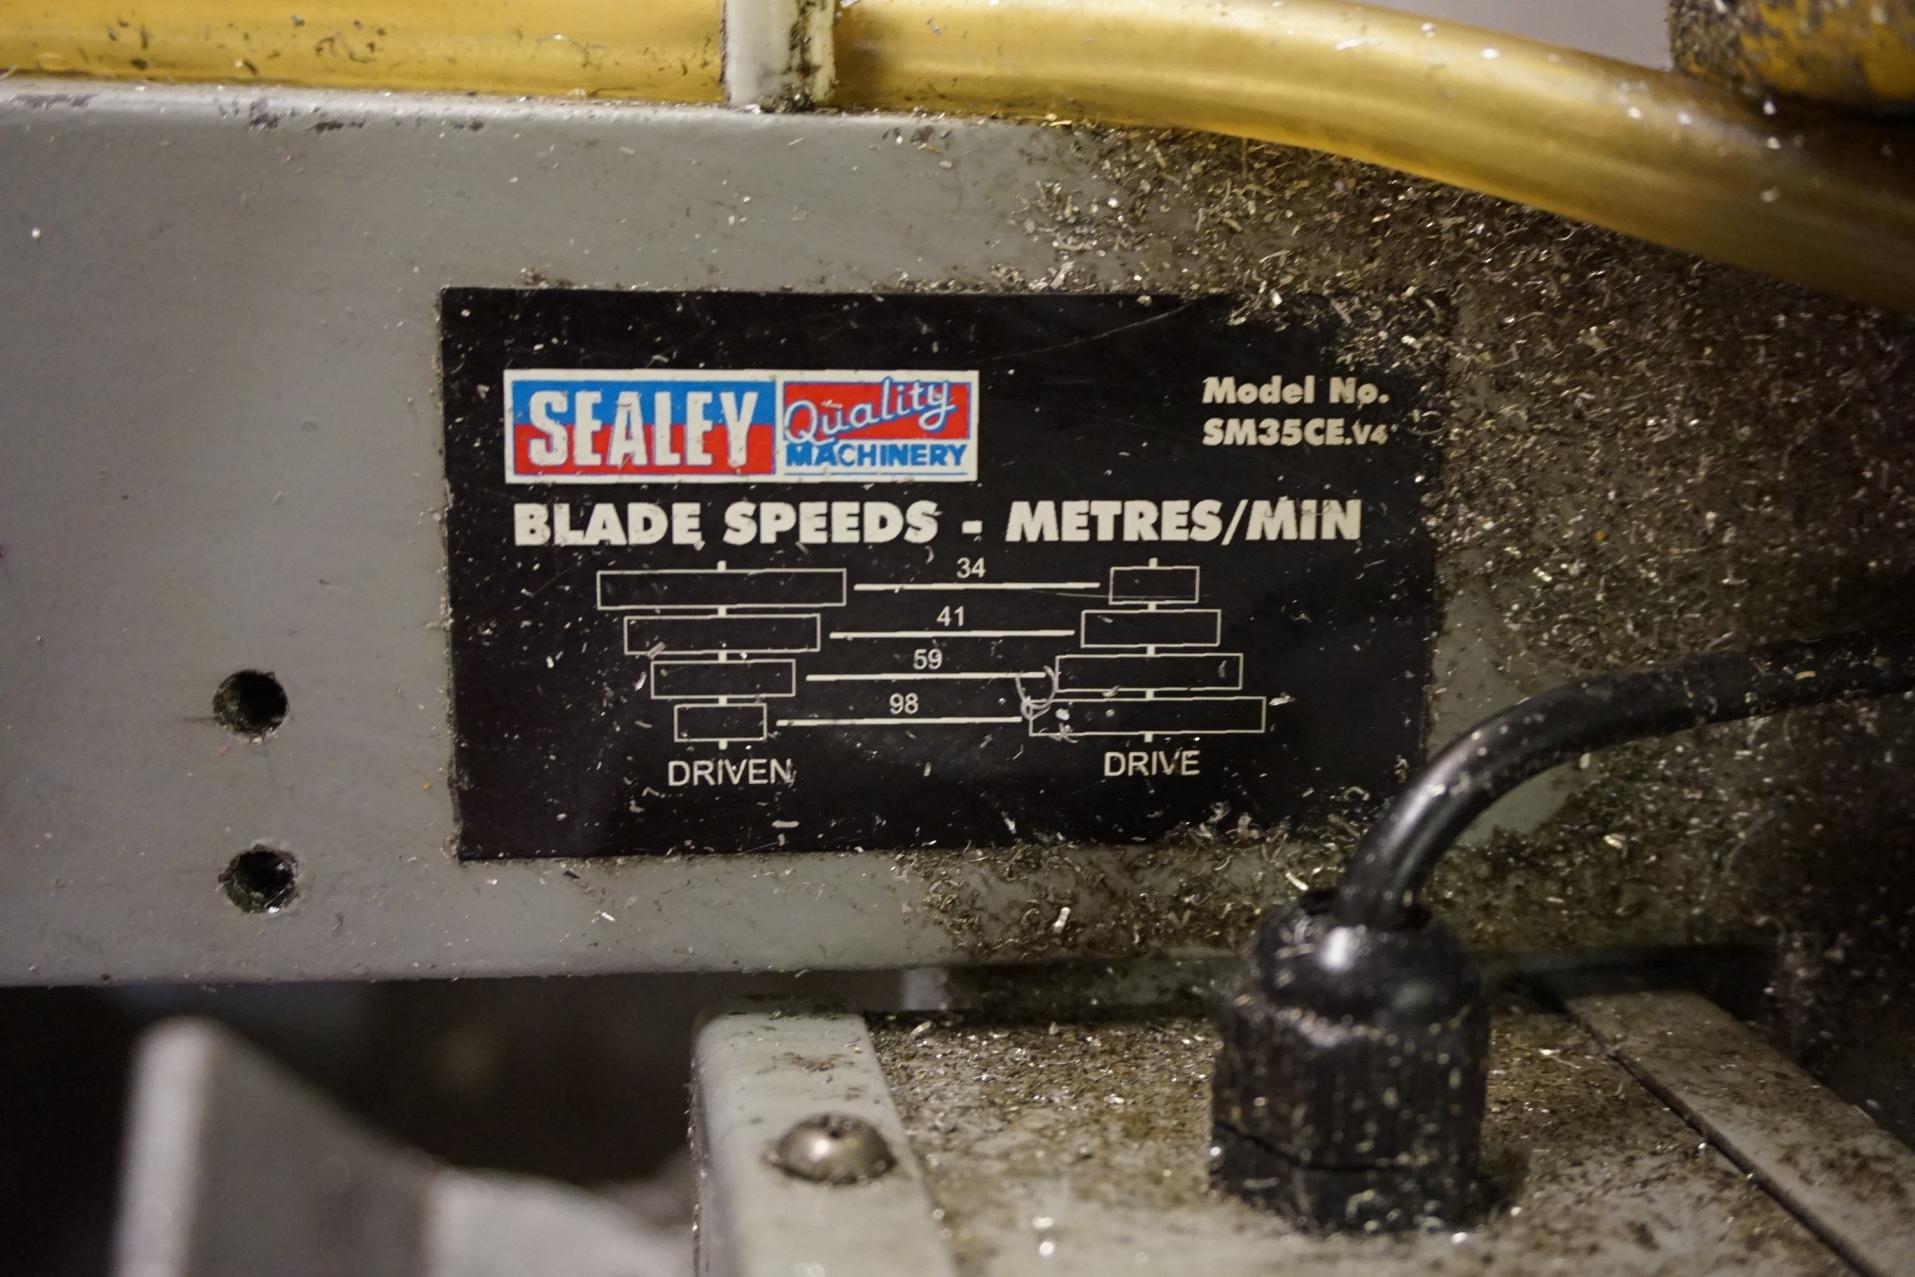 SEALEY Quality
MACHINERY
Model No.
SM35CE.V4
BLADE SPEEDS - METRES/MIN
34
41
59
98
DRIVEN DRIVE